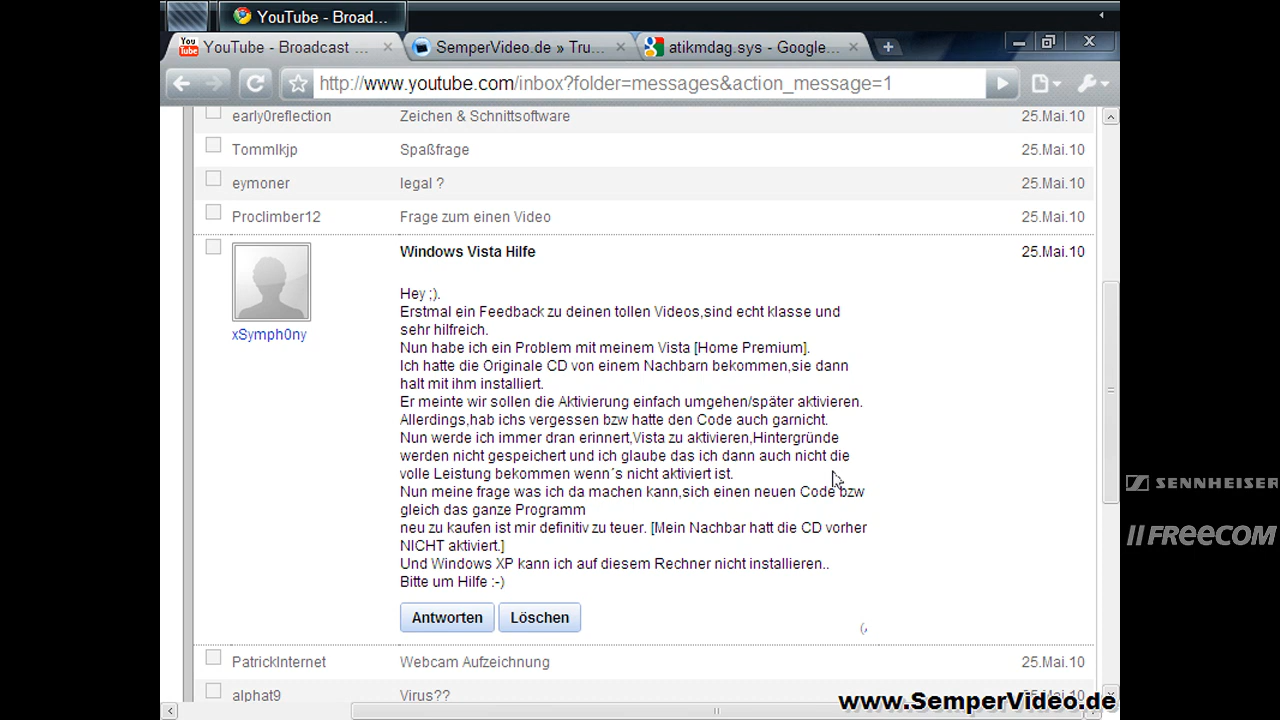 YouTube - Broad...
YouTube - Broadcast ...
SemperVideo.de » Tru...
atikmdag.sys - Google...
http://www.youtube.com/inbox?folder=messages&action_message=1
early0reflection Zeichen & Schnittsoftware 25.Mai.10
Tommlkjp Spaßfrage 25.Mai.10
eymoner legal ? 25.Mai.10
Proclimber12 Frage zum einen Video 25.Mai.10
Windows Vista Hilfe 25.Mai.10
xSymph0ny
Hey ;).
Erstmal ein Feedback zu deinen tollen Videos,sind echt klasse und
sehr hilfreich.
Nun habe ich ein Problem mit meinem Vista [Home Premium].
Ich hatte die Originale CD von einem Nachbarn bekommen,sie dann
halt mit ihm installiert.
Er meinte wir sollen die Aktivierung einfach umgehen/später aktivieren.
Allerdings,hab ichs vergessen bzw hatte den Code auch garnicht.
Nun werde ich immer dran erinnert,Vista zu aktivieren,Hintergründe
werden nicht gespeichert und ich glaube das ich dann auch nicht die
volle Leistung bekommen wenn´s nicht aktiviert ist.
Nun meine frage was ich da machen kann,sich einen neuen Code bzw
gleich das ganze Programm
neu zu kaufen ist mir definitiv zu teuer. [Mein Nachbar hatt die CD vorher
NICHT aktiviert.]
Und Windows XP kann ich auf diesem Rechner nicht installieren..
Bitte um Hilfe :-)
Antworten Löschen
PatrickInternet Webcam Aufzeichnung 25.Mai.10
alphat9 Virus?? 25.Mai.10
www.SemperVideo.de
SENNHEISER
FREECOM